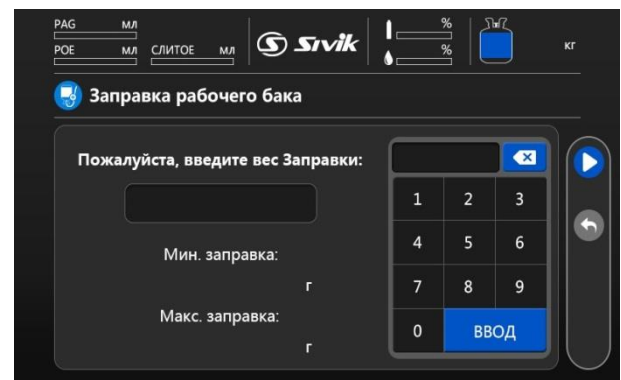 PAG мл
POE мл СЛИТОЕ мл Sivik % % кг
Заправка рабочего бака
Пожалуйста, введите вес Заправки:
1 2 3
Мин. заправка:
4 5 6
г
7 8 9
Макс. заправка:
0 ВВОД
г